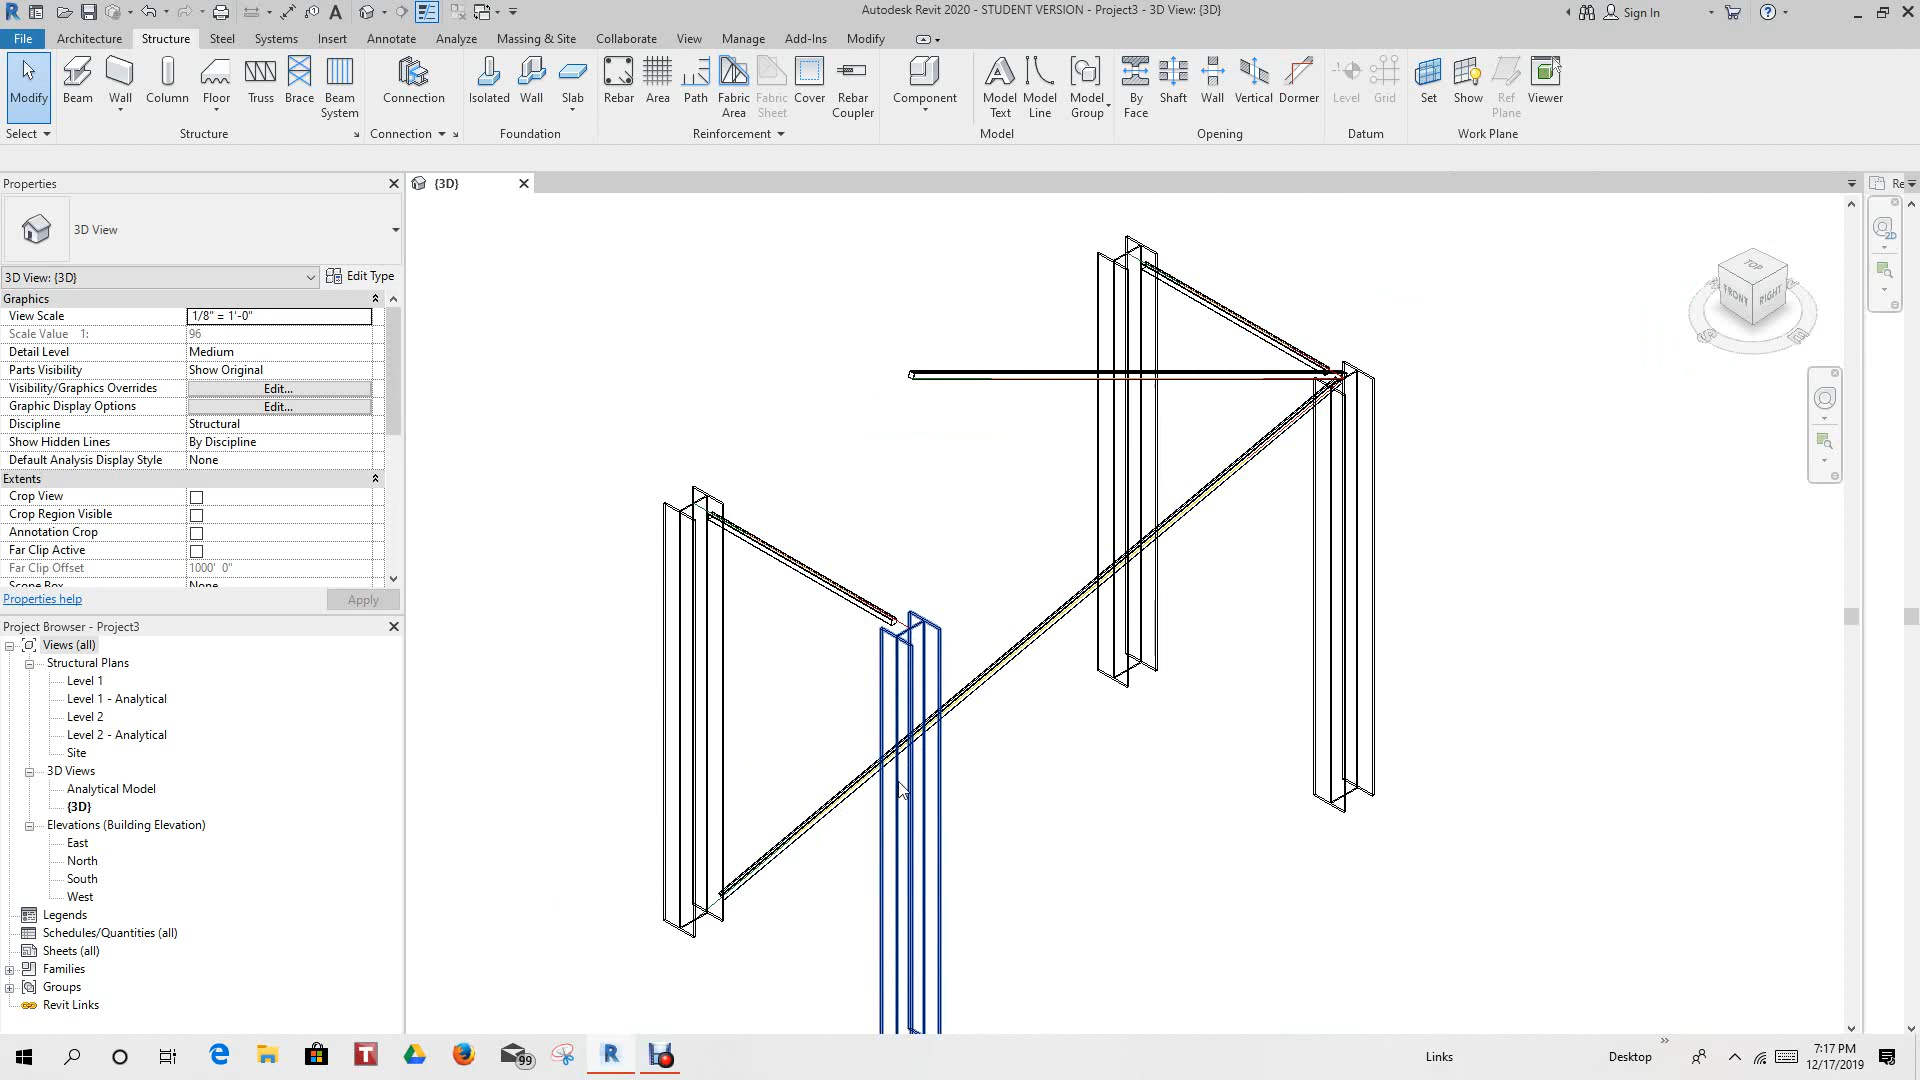 Autodesk Revit 2020 - STUDENT VERSION - Project3 - 3D View: {3D}
Sign In
File Architecture Structure Steel Systems Insert Annotate Analyze Massing & Site Collaborate View Manage Add-Ins Modify
Modify
Beam
Wall
Column
Floor
Truss
Brace
Beam System
Connection
Isolated
Wall
Slab
Rebar
Area
Path
Fabric Area
Fabric Sheet
Cover
Rebar Coupler
Component
Model Text
Model Line
Model Group
By Face
Shaft
Wall
Vertical
Dormer
Level
Grid
Set
Show
Ref Plane
Viewer
Select Structure Connection Foundation Reinforcement Model Opening Datum Work Plane
Properties
{3D}
Re
3D View
3D View: {3D} Edit Type
Graphics
View Scale 1/8" = 1'-0"
Scale Value 1: 96
Detail Level Medium
Parts Visibility Show Original
Visibility/Graphics Overrides Edit...
Graphic Display Options Edit...
Discipline Structural
Show Hidden Lines By Discipline
Default Analysis Display Style None
Extents
Crop View
Crop Region Visible
Annotation Crop
Far Clip Active
Far Clip Offset 1000' 0"
Scope Box None
Properties help Apply
Project Browser - Project3
Views (all)
Structural Plans
Level 1
Level 1 - Analytical
Level 2
Level 2 - Analytical
Site
3D Views
Analytical Model
{3D}
Elevations (Building Elevation)
East
North
South
West
Legends
Schedules/Quantities (all)
Sheets (all)
Families
Groups
Revit Links
TOP
FRONT
RIGHT
2D
99
Links
Desktop
7:17 PM
12/17/2019